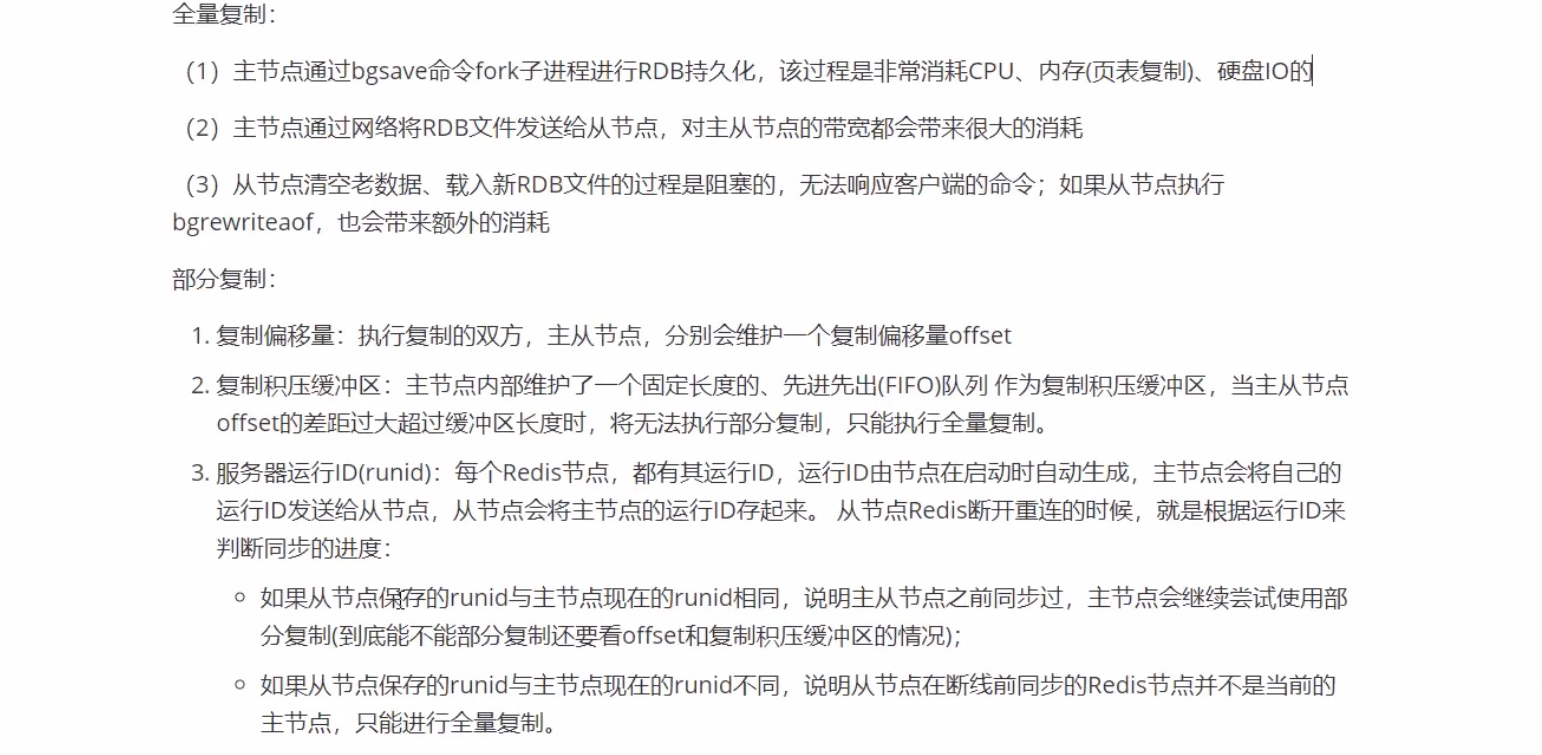 全量复制：
（1）主节点通过bgsave命令fork子进程进行RDB持久化，该过程是非常消耗CPU、内存(页表复制)、硬盘IO的
（2）主节点通过网络将RDB文件发送给从节点，对主从节点的带宽都会带来很大的消耗
（3）从节点清空老数据、载入新RDB文件的过程是阻塞的，无法响应客户端的命令；如果从节点执行
bgrewriteaof，也会带来额外的消耗
部分复制：
1. 复制偏移量：执行复制的双方，主从节点，分别会维护一个复制偏移量offset
2. 复制积压缓冲区：主节点内部维护了一个固定长度的、先进先出(FIFO)队列 作为复制积压缓冲区，当主从节点
offset的差距过大超过缓冲区长度时，将无法执行部分复制，只能执行全量复制。
3. 服务器运行ID(runid)：每个Redis节点，都有其运行ID，运行ID由节点在启动时自动生成，主节点会将自己的
运行ID发送给从节点，从节点会将主节点的运行ID存起来。 从节点Redis断开重连的时候，就是根据运行ID来
判断同步的进度：
○ 如果从节点保存的runid与主节点现在的runid相同，说明主从节点之前同步过，主节点会继续尝试使用部
分复制(到底能不能部分复制还要看offset和复制积压缓冲区的情况)；
○ 如果从节点保存的runid与主节点现在的runid不同，说明从节点在断线前同步的Redis节点并不是当前的
主节点，只能进行全量复制。